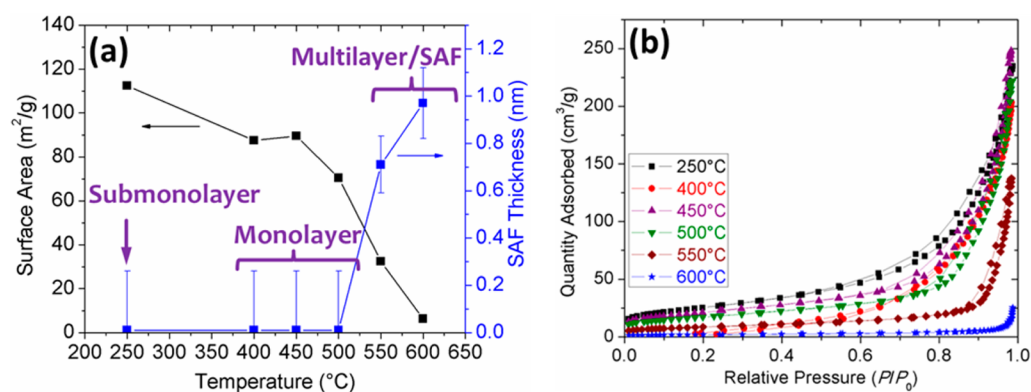 (a)
Multilayer/SAF
Submonolayer
Monolayer
Surface Area (m²/g)
140
120
100
80
60
40
20
0
SAF Thickness (nm)
1.2
1.0
0.8
0.6
0.4
0.2
0.0
200 250 300 350 400 450 500 550 600 650
Temperature (°C)
(b)
Quantity Adsorbed (cm³/g)
250
200
150
100
50
0
250°C
400°C
450°C
500°C
550°C
600°C
0.0 0.2 0.4 0.6 0.8 1.0
Relative Pressure (P/P₀)